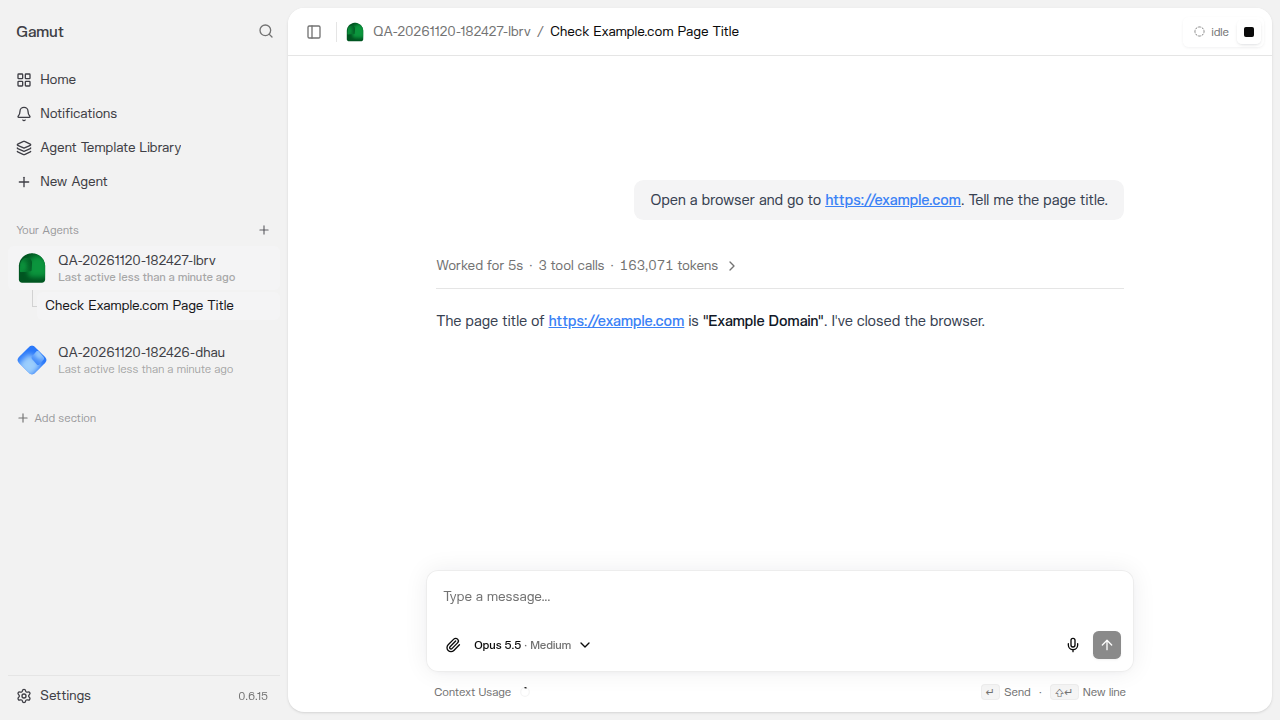 Gamut
Home
Notifications
Agent Template Library
New Agent
Your Agents
QA-20261120-182427-lbrv
Last active less than a minute ago
Check Example.com Page Title
QA-20261120-182426-dhau
Last active less than a minute ago
Add section
Settings
0.6.15
QA-20261120-182427-lbrv / Check Example.com Page Title
idle
Open a browser and go to https://example.com. Tell me the page title.
Worked for 5s · 3 tool calls · 163,071 tokens
The page title of https://example.com is "Example Domain". I've closed the browser.
Type a message...
Opus 5.5 · Medium
Context Usage
Send · New line